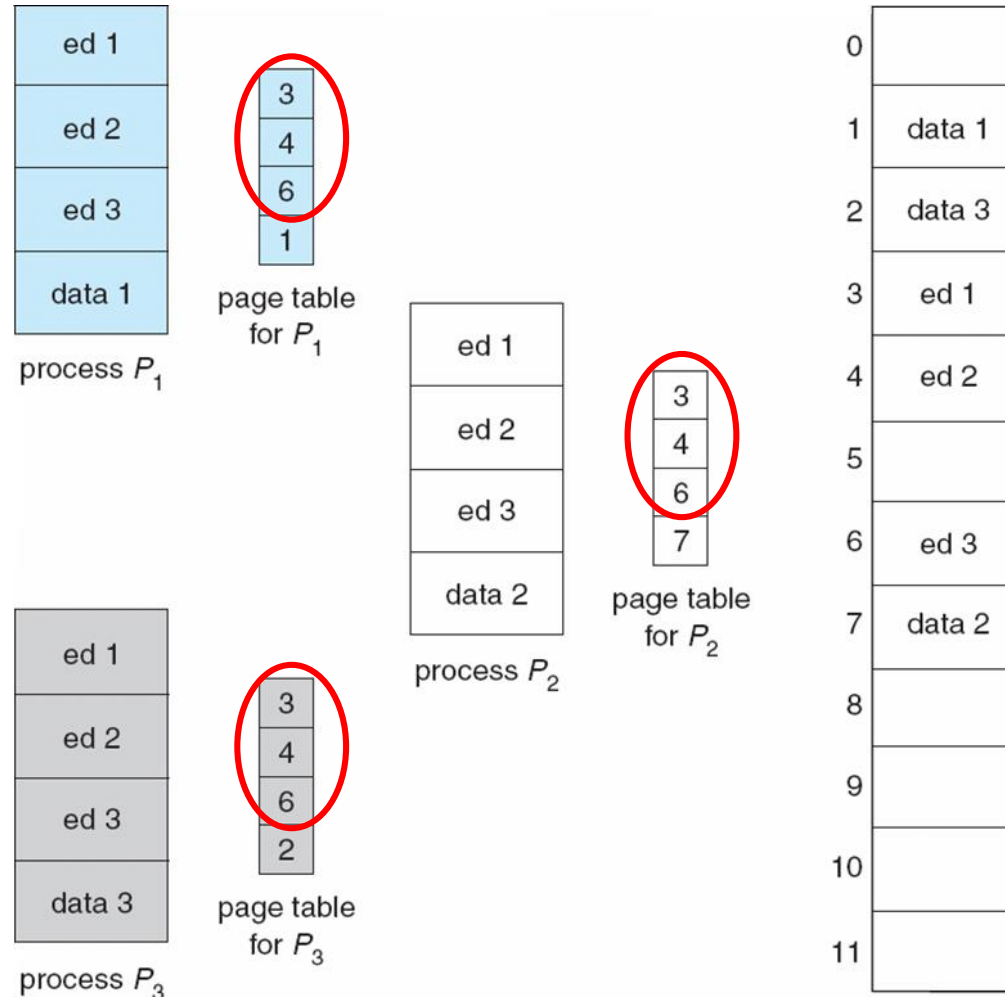 ed 1
ed 2
ed 3
data 1
process P1
3
4
6
1
page table
for P1
ed 1
ed 2
ed 3
data 2
process P2
3
4
6
7
page table
for P2
ed 1
ed 2
ed 3
data 3
process P3
3
4
6
2
page table
for P3
0
1 data 1
2 data 3
3 ed 1
4 ed 2
5
6 ed 3
7 data 2
8
9
10
11